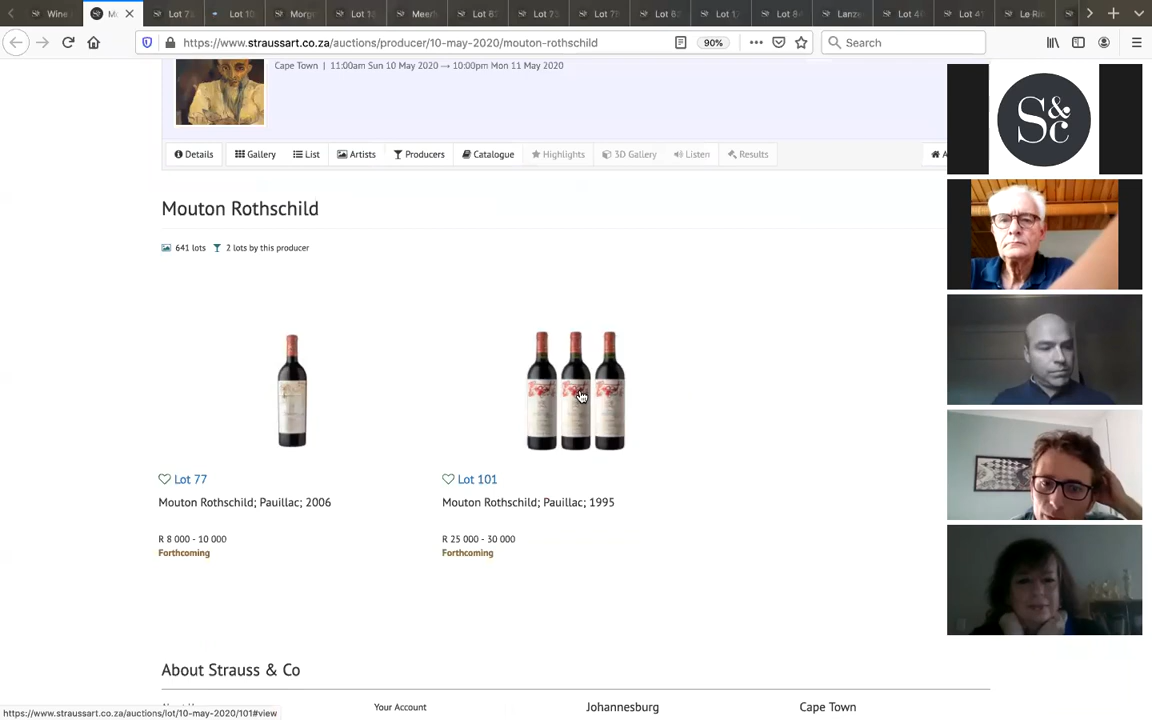 Wine
Mo
Lot 7
Lot 10
Morg
Lot 1
Meerl
Lot 6
Lot 7
Lot 7
Lot 6
Lot 1
Lot 8
Lanze
Lot 4
Lot 4
Le Ri
https://www.straussart.co.za/auctions/producer/10-may-2020/mouton-rothschild
90%
Search
Cape Town | 11:00am Sun 10 May 2020 → 10:00pm Mon 11 May 2020
Details Gallery List Artists Producers Catalogue Highlights 3D Gallery Listen Results A
S&c
Mouton Rothschild
641 lots 2 lots by this producer
Lot 77
Mouton Rothschild; Pauillac; 2006
R 8 000 - 10 000
Forthcoming
Lot 101
Mouton Rothschild; Pauillac; 1995
R 25 000 - 30 000
Forthcoming
About Strauss & Co
Your Account
Johannesburg
Cape Town
https://www.straussart.co.za/auctions/lot/10-may-2020/101#view